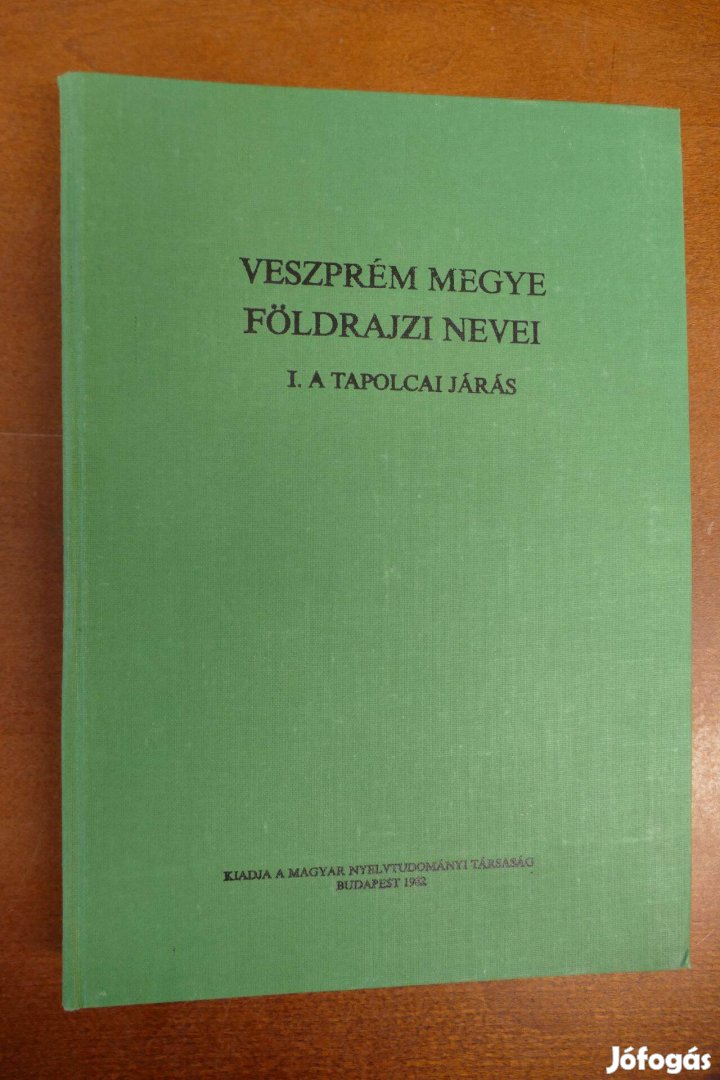 VESZPRÉM MEGYE
FÖLDRAJZI NEVEI
I. A TAPOLCAI JÁRÁS
KIADJA A MAGYAR NYELVTUDOMÁNYI TÁRSASÁG
BUDAPEST 1982
Jófogás